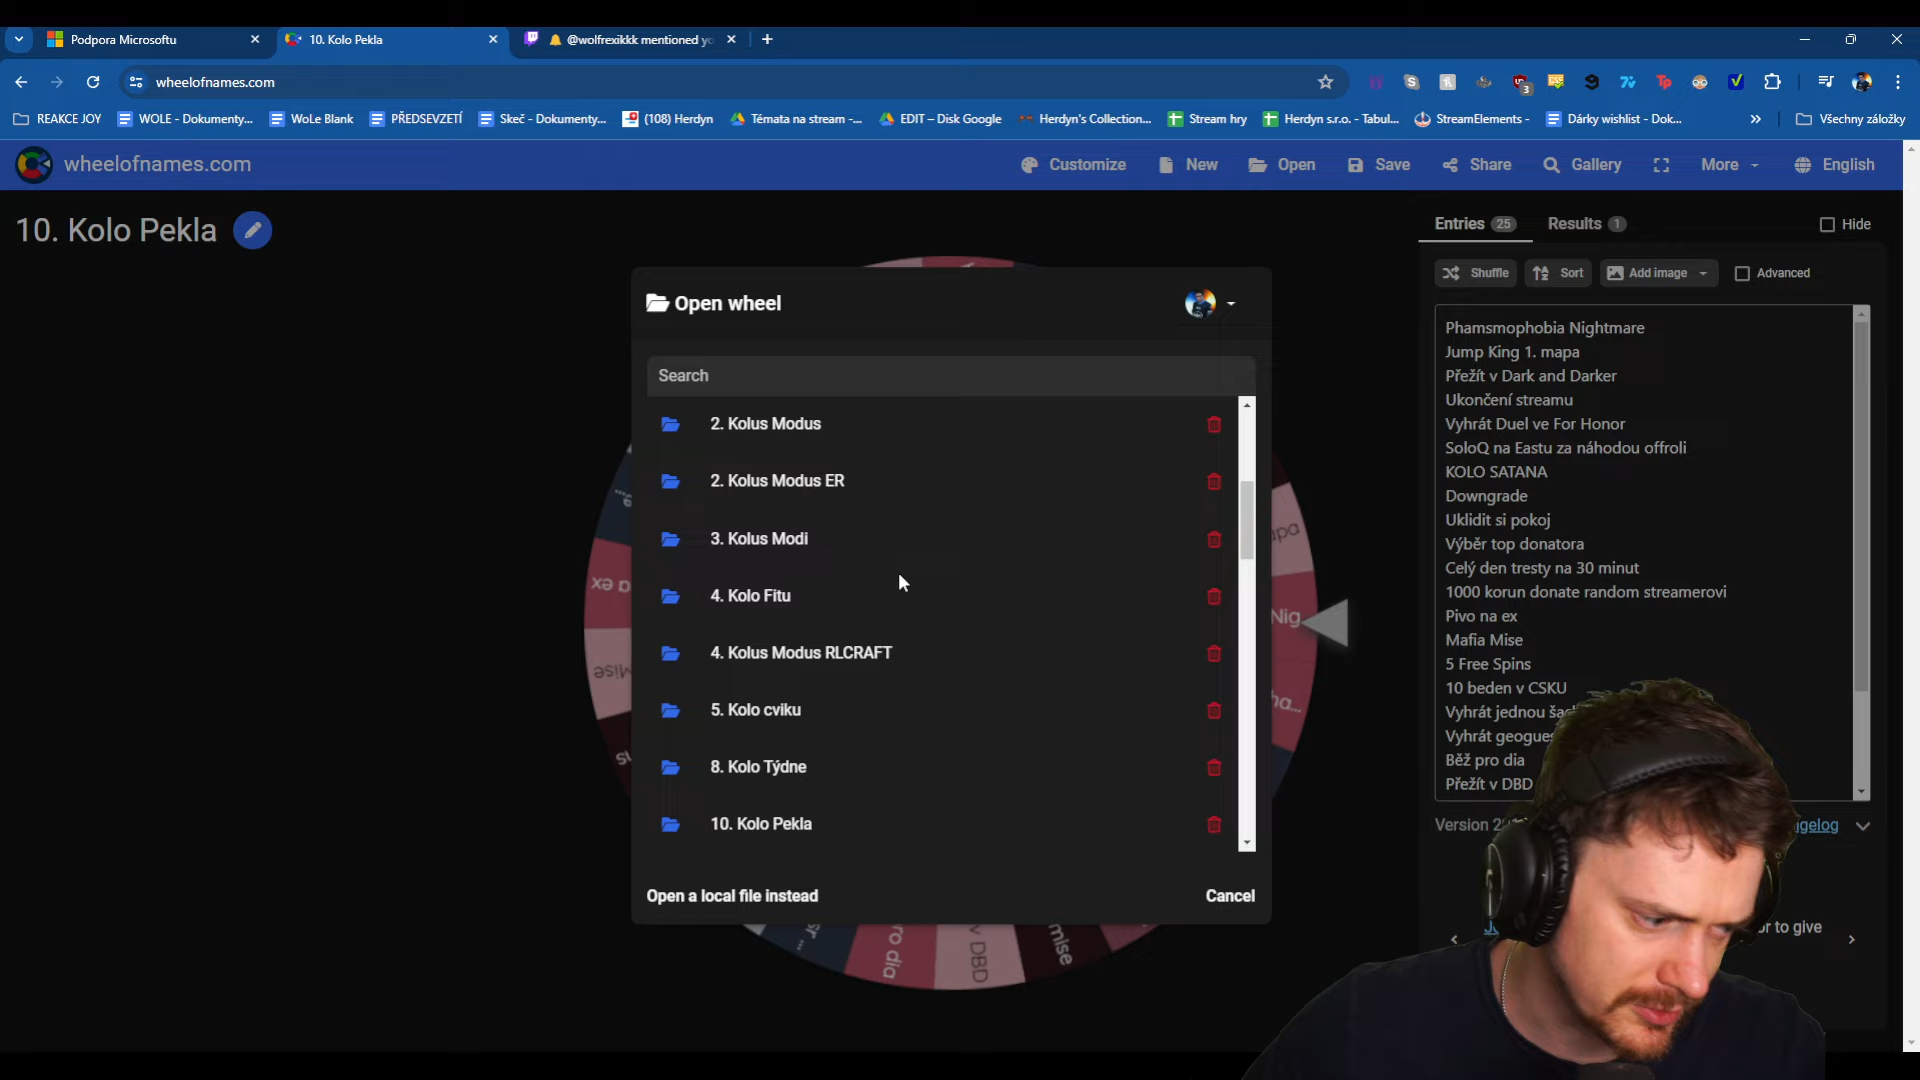 Podpora Microsoftu
10. Kolo Pekla
@wolfrexikkk mentioned yo
wheelofnames.com
REAKCE JOY
WOLE - Dokumenty...
WoLe Blank
PŘEDSEVZETÍ
Skeč - Dokumenty...
(108) Herdyn
Témata na stream -...
EDIT – Disk Google
Herdyn's Collection...
Stream hry
Herdyn s.r.o. - Tabul...
StreamElements -
Dárky wishlist - Dok...
Všechny záložky
wheelofnames.com
Customize
New
Open
Save
Share
Gallery
More
English
10. Kolo Pekla
Entries 25
Results 1
Hide
Shuffle
Sort
Add image
Advanced
Phamsmophobia Nightmare
Jump King 1. mapa
Přežít v Dark and Darker
Ukončení streamu
Vyhrát Duel ve For Honor
SoloQ na Eastu za náhodou offroli
KOLO SATANA
Downgrade
Uklidit si pokoj
Výběr top donatora
Celý den tresty na 30 minut
1000 korun donate random streamerovi
Pivo na ex
Mafia Mise
5 Free Spins
10 beden v CSKU
Vyhrát jednou
Vyhrát
Běž pro dia
Přežít v DBD
Version
or to give
Open wheel
Search
2. Kolus Modus
2. Kolus Modus ER
3. Kolus Modi
4. Kolo Fitu
4. Kolus Modus RLCRAFT
5. Kolo cviku
8. Kolo Týdne
10. Kolo Pekla
Open a local file instead
Cancel